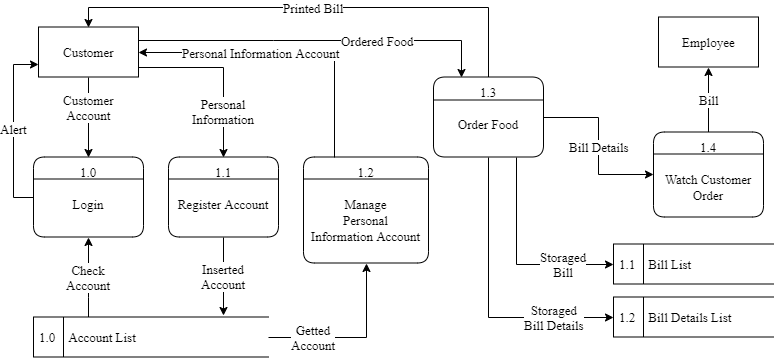 Printed Bill
Customer
Ordered Food
Personal Information Account
Employee
Alert
Customer
Account
Personal
Information
1.3
Order Food
Bill
Bill Details
1.4
Watch Customer
Order
1.0
Login
1.1
Register Account
1.2
Manage
Personal
Information Account
Check
Account
Inserted
Account
Storaged
Bill
1.1
Bill List
Storaged
Bill Details
1.2
Bill Details List
1.0
Account List
Getted
Account